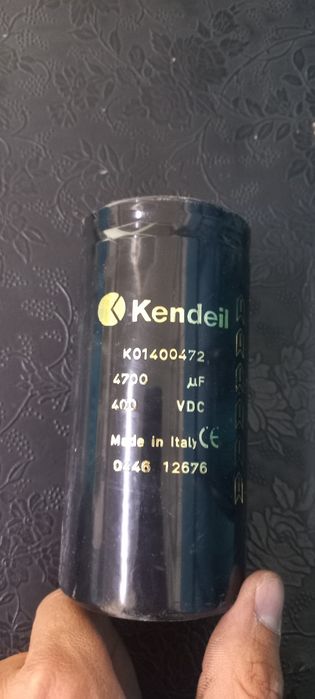 Kendeil
K01400472
4700 µF
400 VDC
Made in Italy CE
0446 12676